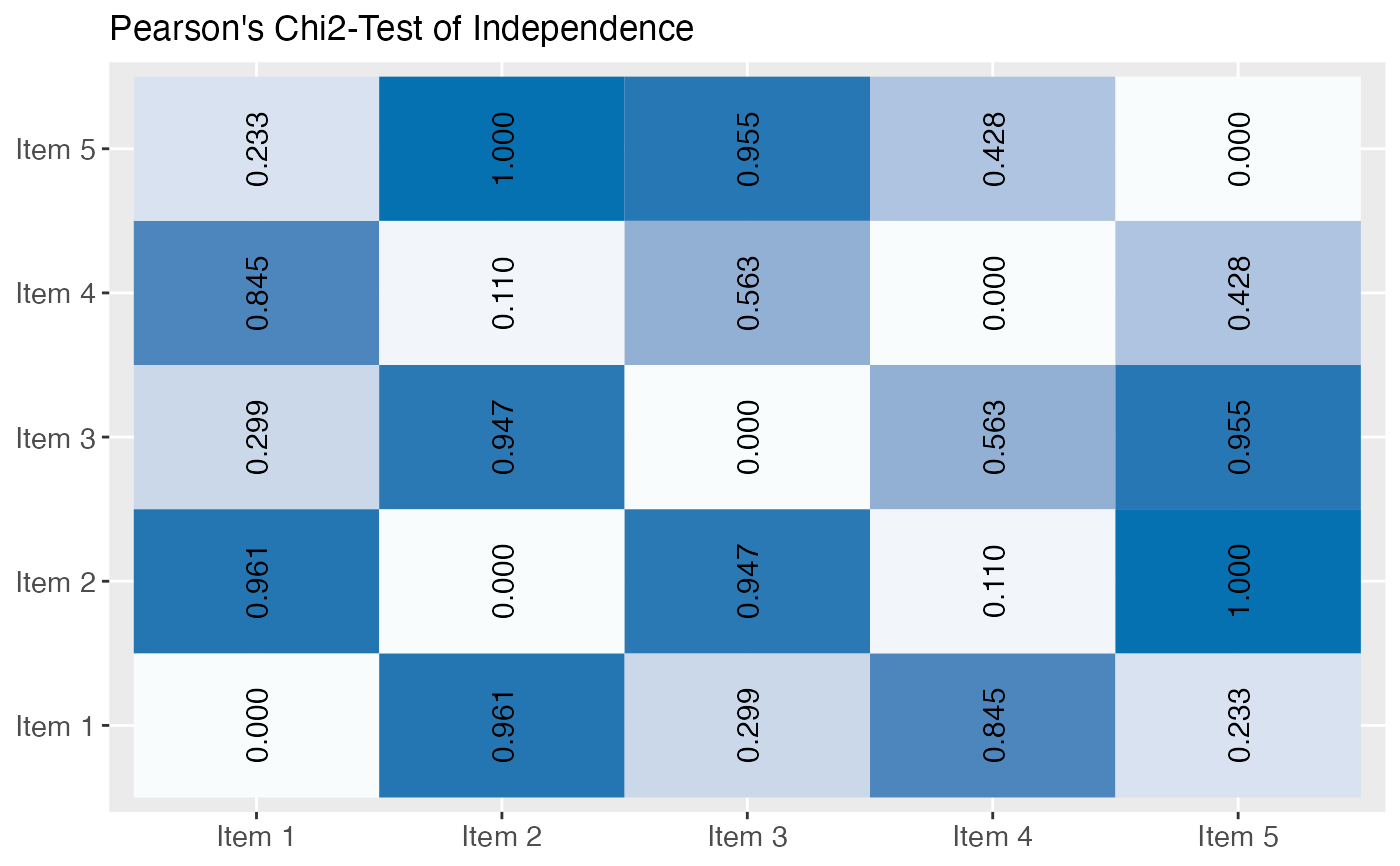 Pearson's Chi2-Test of Independence
Item 5 0.233 1.000 0.955 0.428 0.000
Item 4 0.845 0.110 0.563 0.000 0.428
Item 3 0.299 0.947 0.000 0.563 0.955
Item 2 0.961 0.000 0.947 0.110 1.000
Item 1 0.000 0.961 0.299 0.845 0.233
Item 1 Item 2 Item 3 Item 4 Item 5